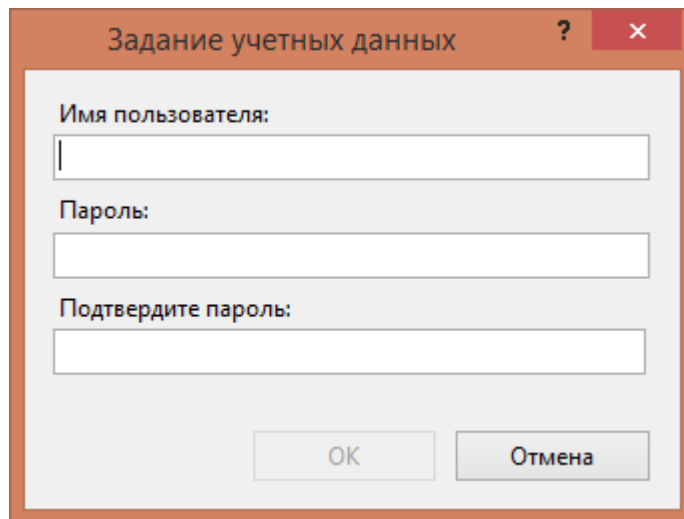 Задание учетных данных ? ×
Имя пользователя:
Пароль:
Подтвердите пароль:
OK Отмена